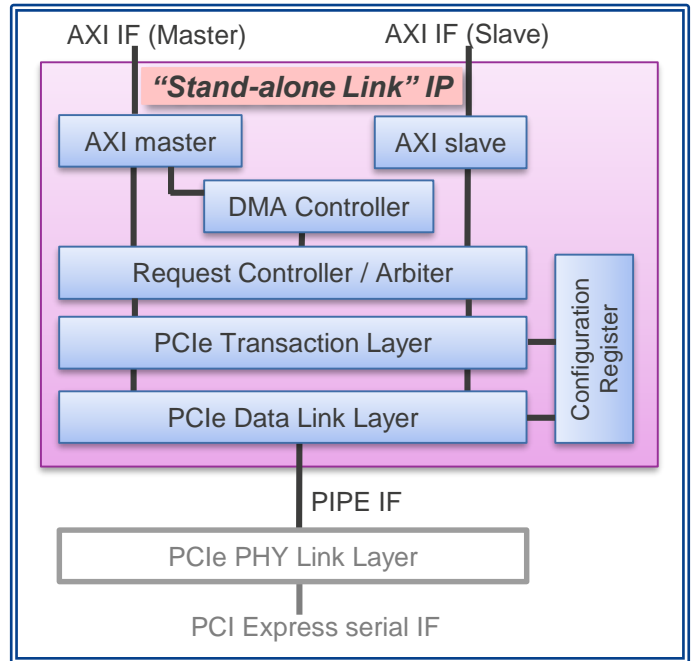 AXI IF (Master)
AXI IF (Slave)
“Stand-alone Link” IP
AXI master
AXI slave
DMA Controller
Request Controller / Arbiter
PCIe Transaction Layer
Configuration
Register
PCIe Data Link Layer
PIPE IF
PCIe PHY Link Layer
PCI Express serial IF